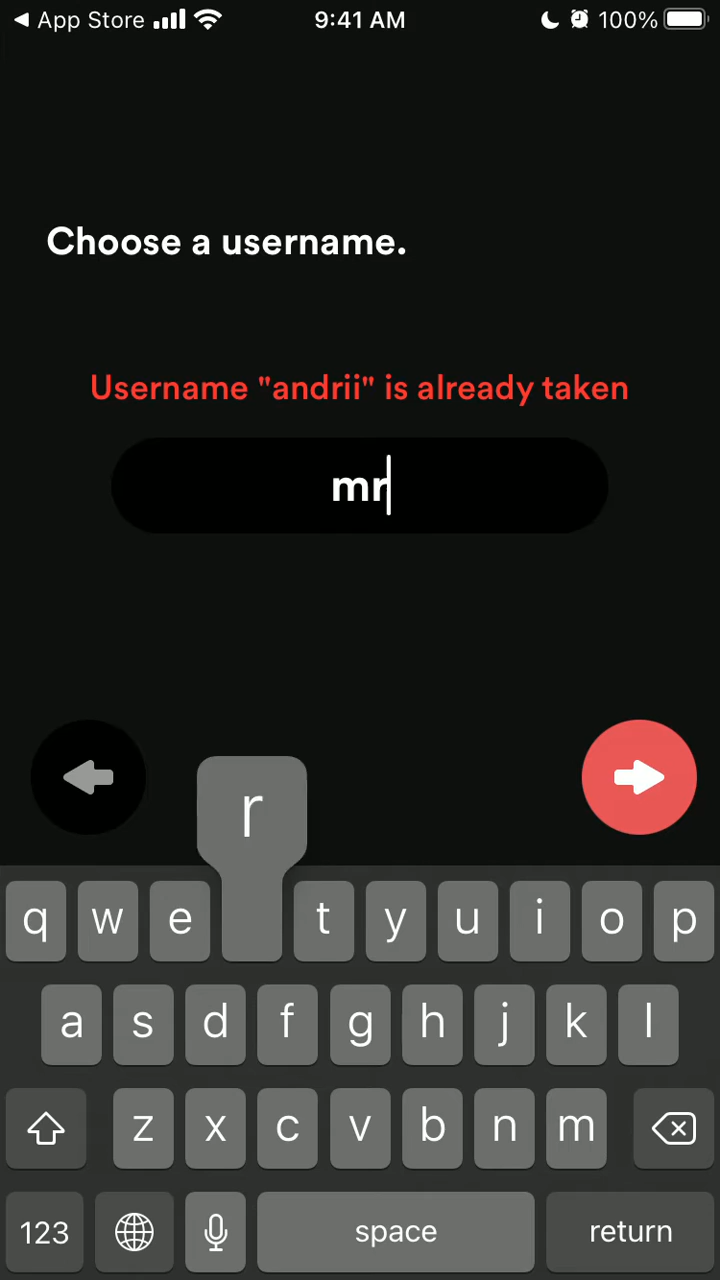 App Store 9:41 AM 100%
Choose a username.
Username "andrii" is already taken
mr
r
q w e t y u i o p
a s d f g h j k l
z x c v b n m
123 space return